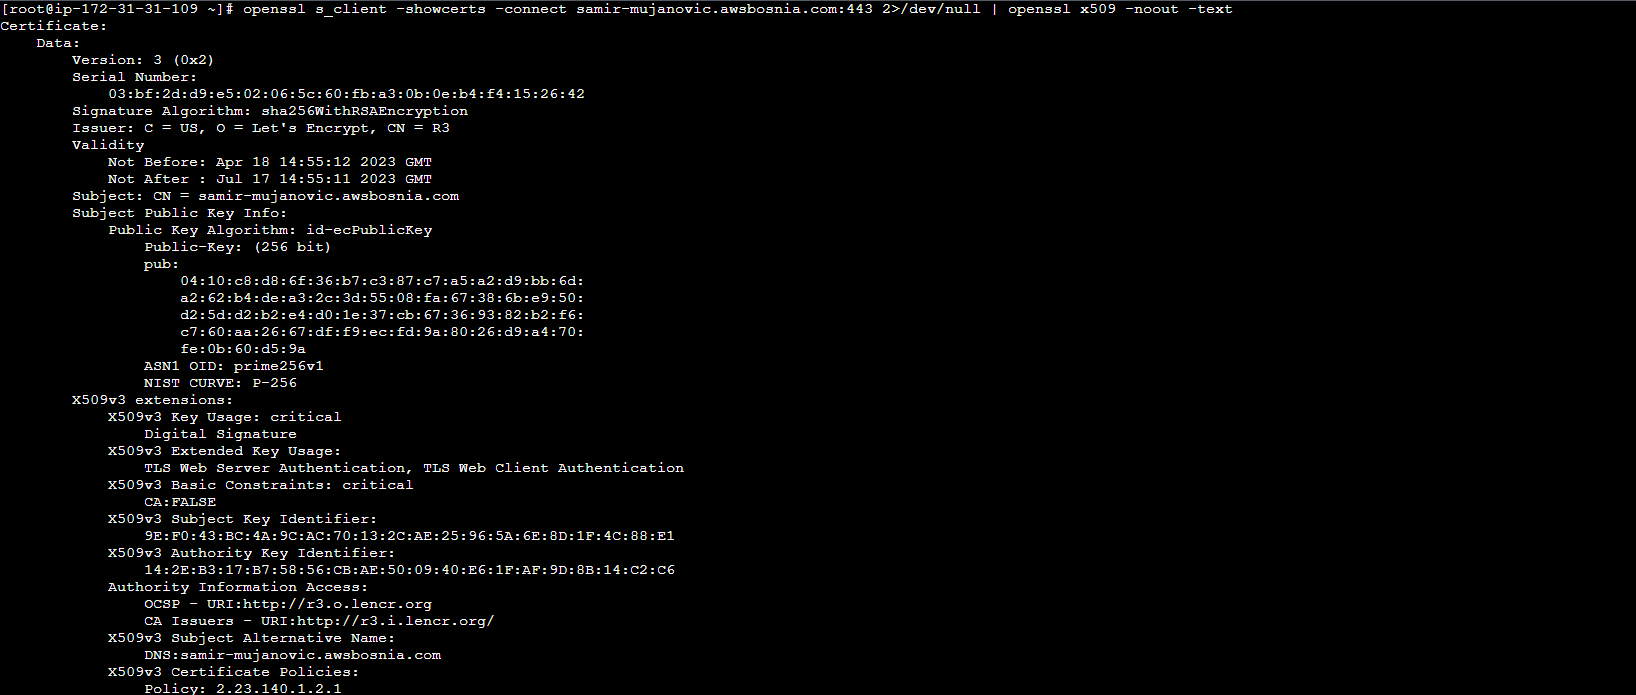 [root@ip-172-31-31-109 ~]# openssl s_client -showcerts -connect samir-mujanovic.awsbosnia.com:443 2>/dev/null | openssl x509 -noout -text
Certificate:
    Data:
        Version: 3 (0x2)
        Serial Number:
            03:bf:2d:d9:e5:02:06:5c:60:fb:a3:0b:0e:b4:f4:15:26:42
        Signature Algorithm: sha256WithRSAEncryption
        Issuer: C = US, O = Let's Encrypt, CN = R3
        Validity
            Not Before: Apr 18 14:55:12 2023 GMT
            Not After : Jul 17 14:55:11 2023 GMT
        Subject: CN = samir-mujanovic.awsbosnia.com
        Subject Public Key Info:
            Public Key Algorithm: id-ecPublicKey
                Public-Key: (256 bit)
                pub:
                    04:10:c8:d8:6f:36:b7:c3:87:c7:a5:a2:d9:bb:6d:
                    a2:62:b4:de:a3:2c:3d:55:08:fa:67:38:6b:e9:50:
                    d2:5d:d2:b2:e4:d0:1e:37:cb:67:36:93:82:b2:f6:
                    c7:60:aa:26:67:df:f9:ec:fd:9a:80:26:d9:a4:70:
                    fe:0b:60:d5:9a
                ASN1 OID: prime256v1
                NIST CURVE: P-256
        X509v3 extensions:
            X509v3 Key Usage: critical
                Digital Signature
            X509v3 Extended Key Usage:
                TLS Web Server Authentication, TLS Web Client Authentication
            X509v3 Basic Constraints: critical
                CA:FALSE
            X509v3 Subject Key Identifier:
                9E:F0:43:BC:4A:9C:AC:70:13:2C:AE:25:96:5A:6E:8D:1F:4C:88:E1
            X509v3 Authority Key Identifier:
                14:2E:B3:17:B7:58:56:CB:AE:50:09:40:E6:1F:AF:9D:8B:14:C2:C6
            Authority Information Access:
                OCSP - URI:http://r3.o.lencr.org
                CA Issuers - URI:http://r3.i.lencr.org/
            X509v3 Subject Alternative Name:
                DNS:samir-mujanovic.awsbosnia.com
            X509v3 Certificate Policies:
                Policy: 2.23.140.1.2.1